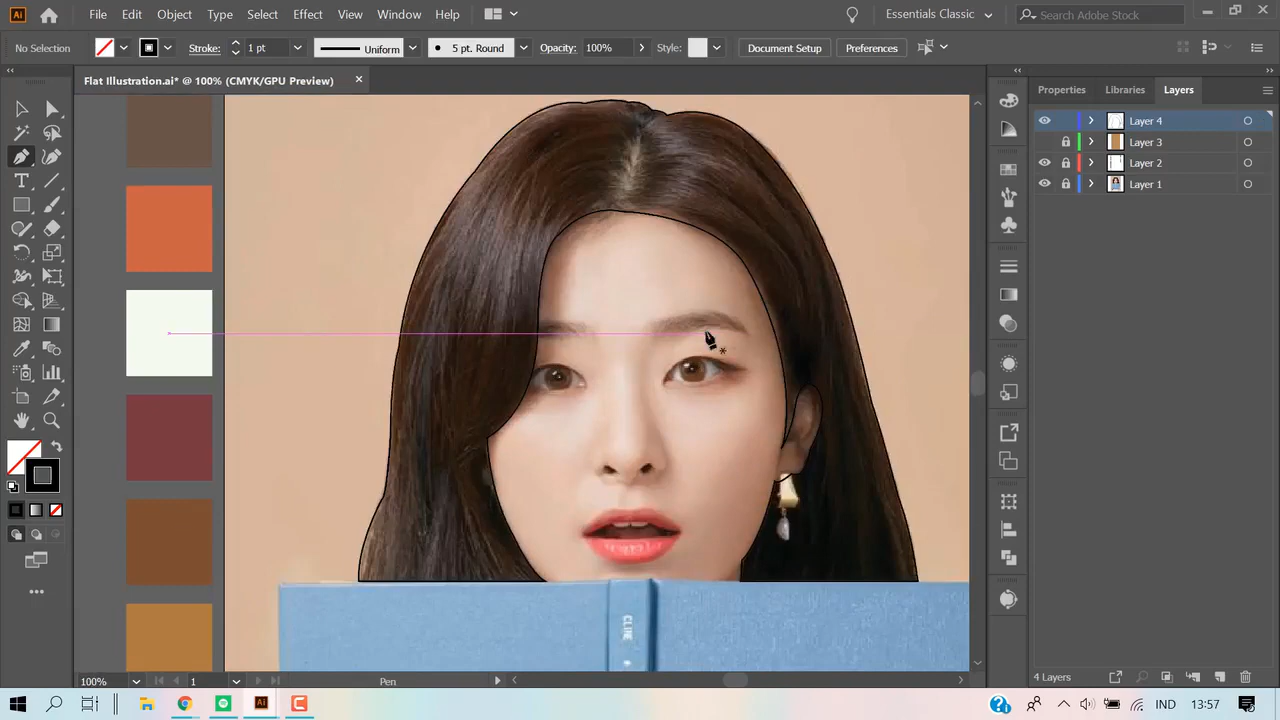 Ai File Edit Object Type Select Effect View Window Help Essentials Classic Search Adobe Stock
No Selection Stroke: 1 pt Uniform 5 pt. Round Opacity: 100% Style: Document Setup Preferences
Flat Illustration.ai* @ 100% (CMYK/GPU Preview)
Properties Libraries Layers
Layer 4
Layer 3
Layer 2
Layer 1
100% 1 Pen 4 Layers
Ai IND 13:57